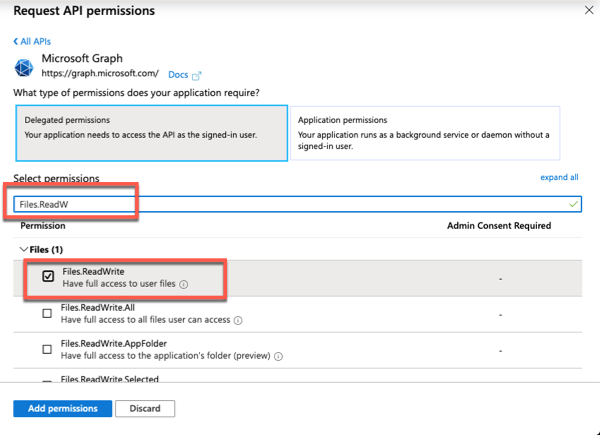 Request API permissions
All APIs
Microsoft Graph
https://graph.microsoft.com/ Docs
What type of permissions does your application require?
Delegated permissions
Your application needs to access the API as the signed-in user.
Application permissions
Your application runs as a background service or daemon without a
signed-in user.
Select permissions
expand all
Files.ReadW
Permission Admin Consent Required
Files (1)
Files.ReadWrite
Have full access to user files
-
Files.ReadWrite.All
Have full access to all files user can access
-
Files.ReadWrite.AppFolder
Have full access to the application's folder (preview)
-
Files.ReadWrite.Selected
Add permissions Discard